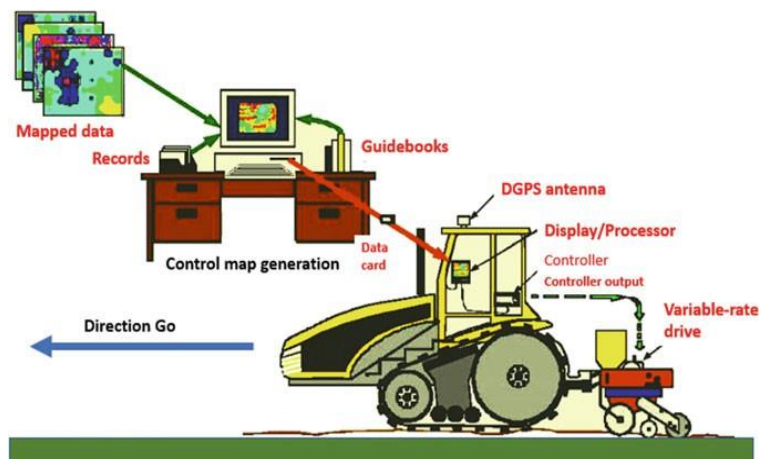 Mapped data
Records
Guidebooks
DGPS antenna
Display/Processor
Data
card
Control map generation
Controller
Controller output
Variable-rate
drive
Direction Go